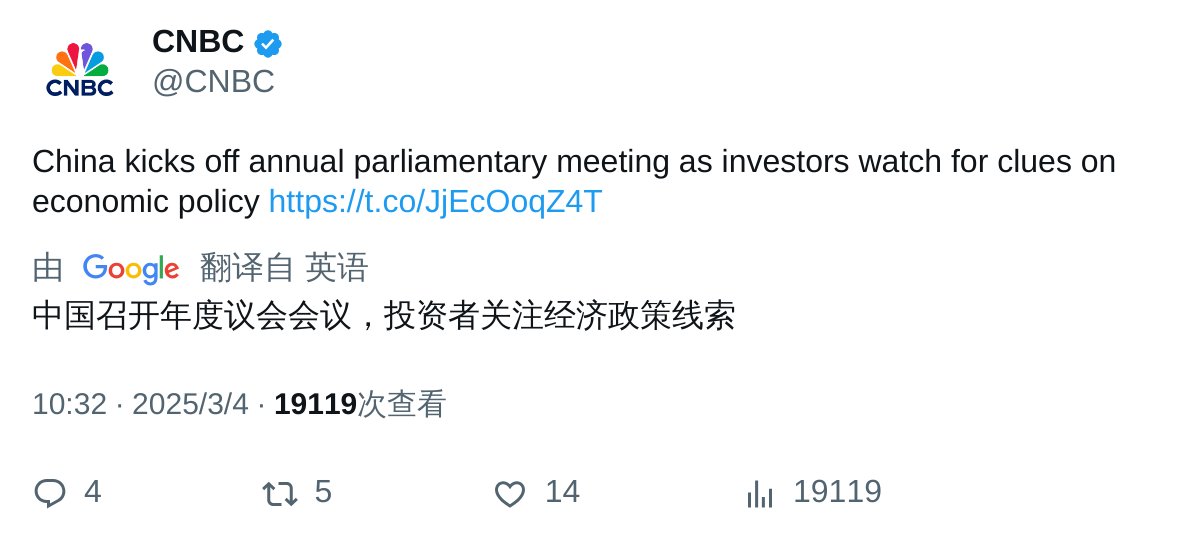 CNBC
CNBC
@CNBC
China kicks off annual parliamentary meeting as investors watch for clues on
economic policy https://t.co/JjEcOoqZ4T
由 Google 翻译自 英语
中国召开年度议会会议，投资者关注经济政策线索
10:32 · 2025/3/4 · 19119次查看
4 5 14 19119